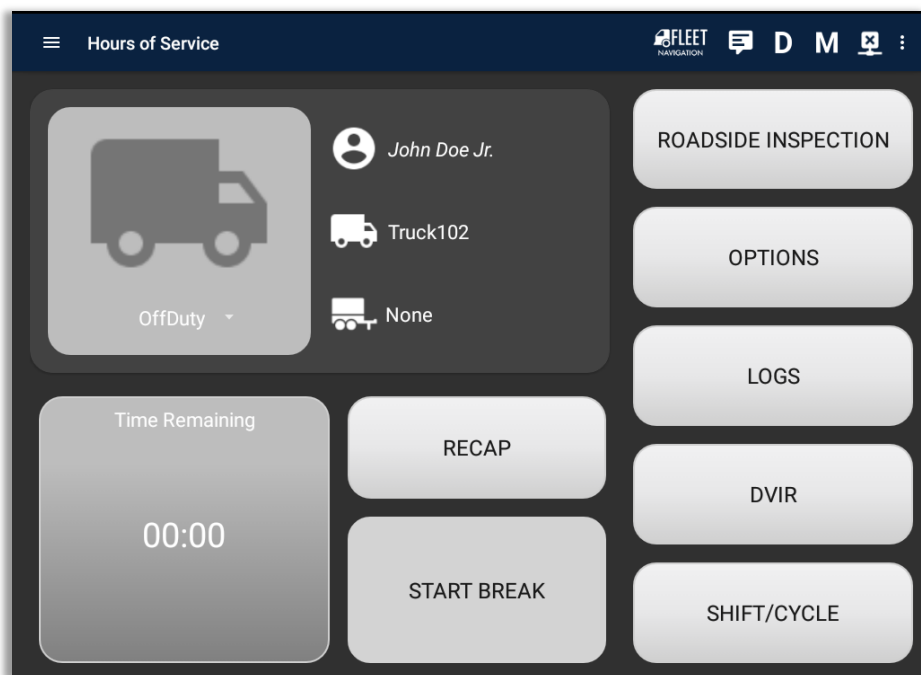 Hours of Service
FLEET
NAVIGATION
D
M
John Doe Jr.
Truck102
None
OffDuty
ROADSIDE INSPECTION
OPTIONS
LOGS
DVIR
SHIFT/CYCLE
Time Remaining
00:00
RECAP
START BREAK